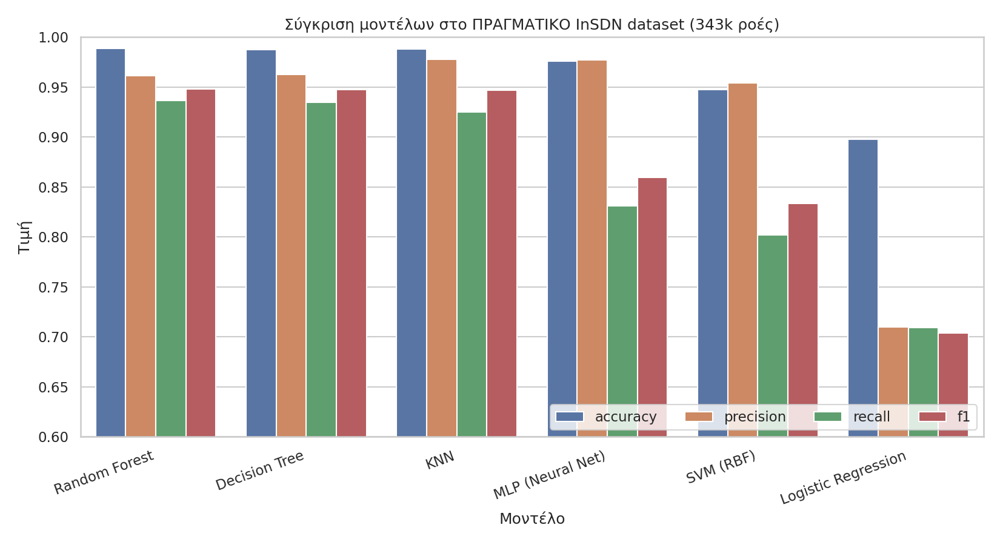 Σύγκριση μοντέλων στο ΠΡΑΓΜΑΤΙΚΟ InSDN dataset (343k ροές)
Τιμή
1.00
0.95
0.90
0.85
0.80
0.75
0.70
0.65
0.60
accuracy precision recall f1
Random Forest
Decision Tree
KNN
MLP (Neural Net)
SVM (RBF)
Logistic Regression
Μοντέλο